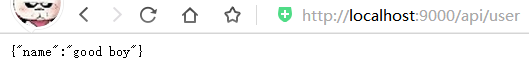 http://localhost:9000/api/user
{"name":"good boy"}